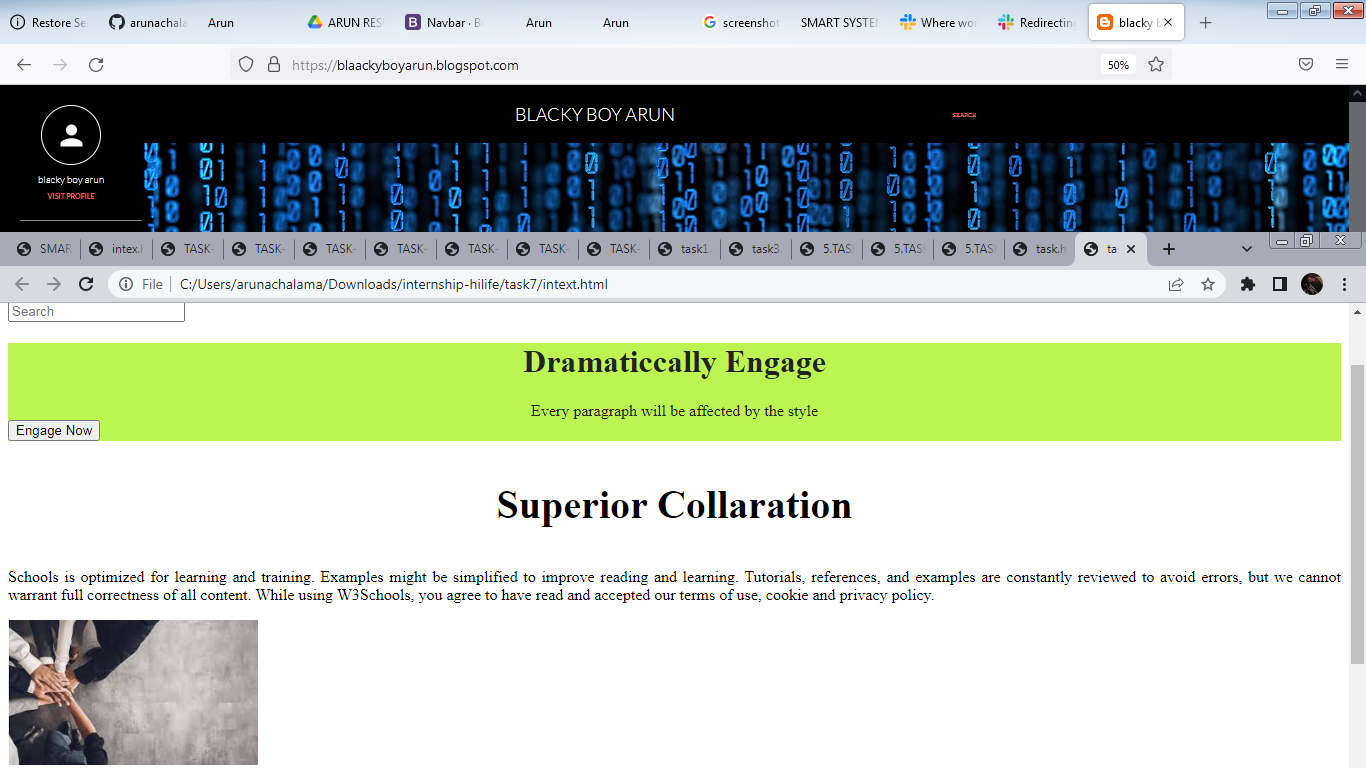 Restore Se
arunachala
Arun
ARUN RES
Navbar · B
Arun
Arun
screenshot
SMART SYSTEM
Where wor
Redirecting
blacky b
https://blaackyboyarun.blogspot.com
50%
BLACKY BOY ARUN
SEARCH
blacky boy arun
VISIT PROFILE
SMAR
intex.h
TASK-
TASK-
TASK-
TASK-
TASK-
TASK-
TASK-
task1.
task3.
5.TAS
5.TAS
5.TAS
task.h
ta
File
C:/Users/arunachalama/Downloads/internship-hilife/task7/intext.html
Search
Dramaticcally Engage
Every paragraph will be affected by the style
Engage Now
Superior Collaration
Schools is optimized for learning and training. Examples might be simplified to improve reading and learning. Tutorials, references, and examples are constantly reviewed to avoid errors, but we cannot
warrant full correctness of all content. While using W3Schools, you agree to have read and accepted our terms of use, cookie and privacy policy.